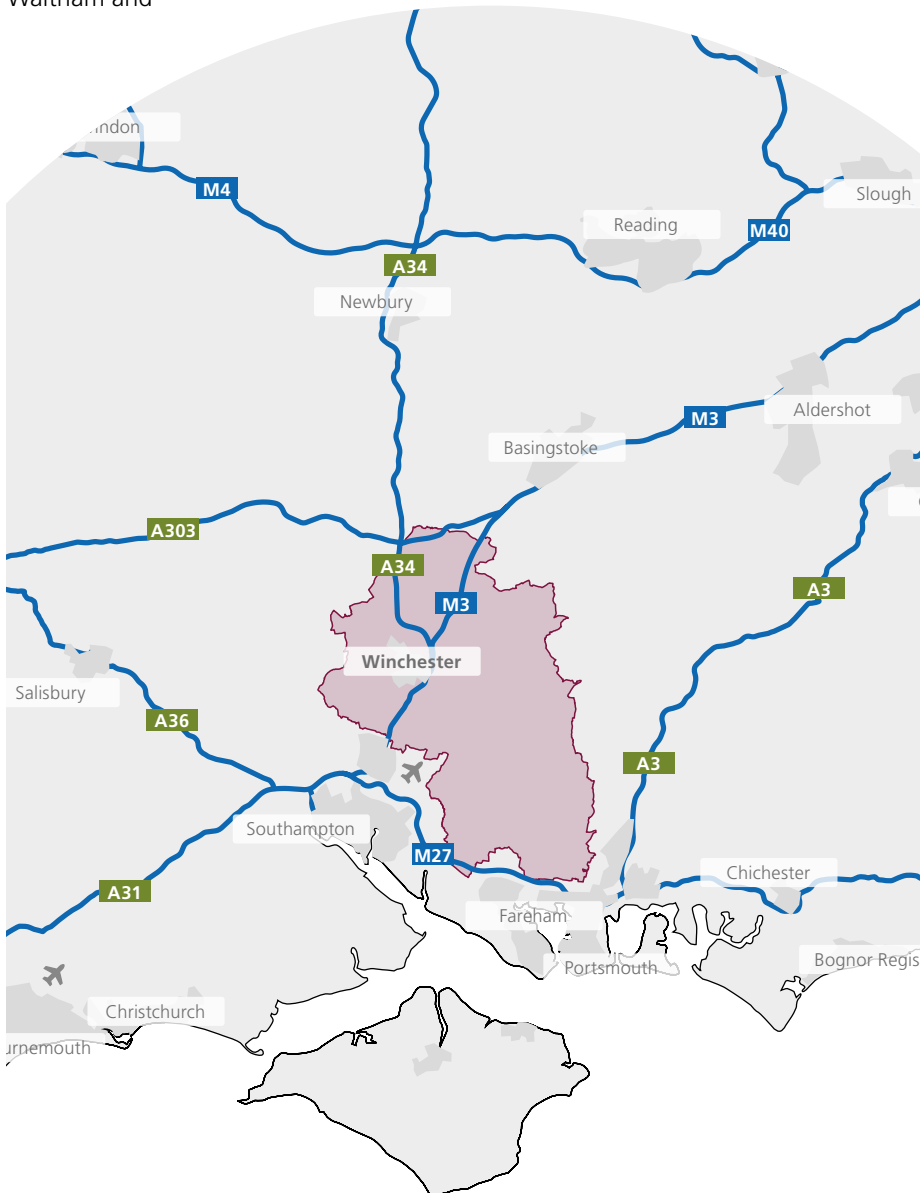 Waltham and
indon
M4
Slough
Reading
M40
A34
Newbury
Aldershot
M3
Basingstoke
A303
A34
A3
M3
Winchester
Salisbury
A36
A3
Southampton
M27
Chichester
A31
Fareham
Bognor Regis
Portsmouth
Christchurch
urnemouth